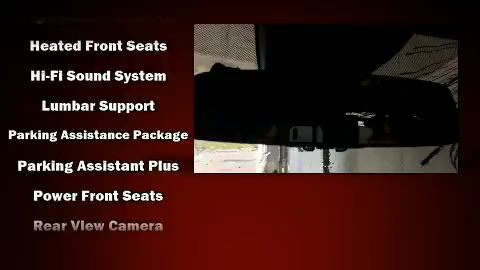 Heated Front Seats
Hi-Fi Sound System
Lumbar Support
Parking Assistance Package
Parking Assistant Plus
Power Front Seats
Rear View Camera